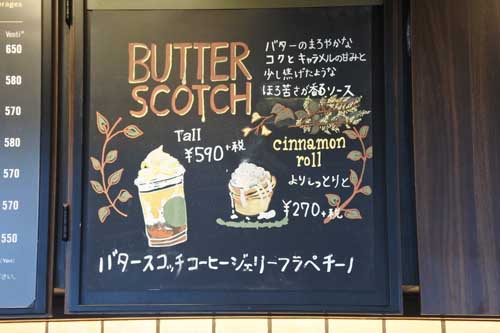 erages
Venti
650
580
570
580
570
570
550
BUTTER
SCOTCH
バターのまろやかな
コクとキャラメルの甘みと
少し焦げたような
ほろ苦さが香るソース
Tall
¥590+税
cinnamon
roll
よりしっとりと
¥270+税
バタースコッチコーヒージェリーフラペチーノ